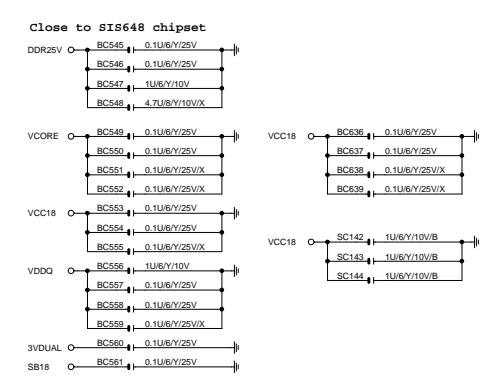 Close to SIS648 chipset
DDR25V BC545 0.1U/6/Y/25V
BC546 0.1U/6/Y/25V
BC547 1U/6/Y/10V
BC548 4.7U/8/Y/10V/X
VCORE BC549 0.1U/6/Y/25V
BC550 0.1U/6/Y/25V
BC551 0.1U/6/Y/25V/X
BC552 0.1U/6/Y/25V/X
VCC18 BC553 0.1U/6/Y/25V
BC554 0.1U/6/Y/25V
BC555 0.1U/6/Y/25V/X
VDDQ BC556 1U/6/Y/10V
BC557 0.1U/6/Y/25V
BC558 0.1U/6/Y/25V
BC559 0.1U/6/Y/25V/X
3VDUAL BC560 0.1U/6/Y/25V
SB18 BC561 0.1U/6/Y/25V
VCC18 BC636 0.1U/6/Y/25V
BC637 0.1U/6/Y/25V
BC638 0.1U/6/Y/25V/X
BC639 0.1U/6/Y/25V/X
VCC18 SC142 1U/6/Y/10V/B
SC143 1U/6/Y/10V/B
SC144 1U/6/Y/10V/B